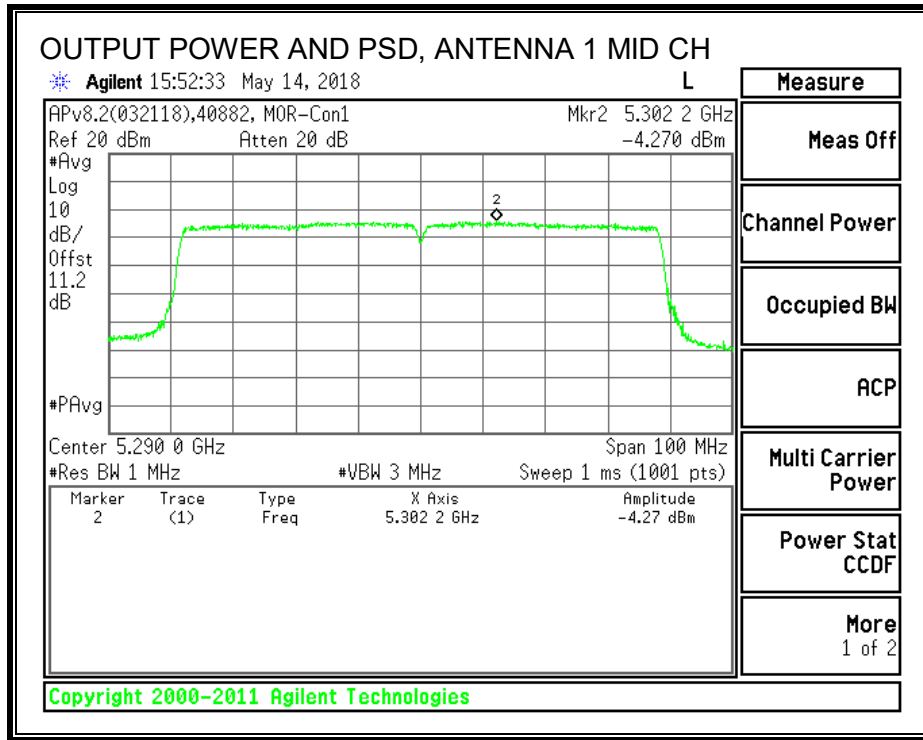 OUTPUT POWER AND PSD, ANTENNA 1 MID CH
Agilent 15:52:33 May 14, 2018 L
APv8.2(032118),40882, MOR-Con1 Mkr2 5.302 2 GHz
Ref 20 dBm Atten 20 dB -4.270 dBm
#Avg
Log
10
dB/
Offst
11.2
dB
2
#PAvg
Center 5.290 0 GHz Span 100 MHz
#Res BW 1 MHz #VBW 3 MHz Sweep 1 ms (1001 pts)
Marker Trace Type X Axis Amplitude
2 (1) Freq 5.302 2 GHz -4.27 dBm
Measure
Meas Off
Channel Power
Occupied BW
ACP
Multi Carrier
Power
Power Stat
CCDF
More
1 of 2
Copyright 2000-2011 Agilent Technologies